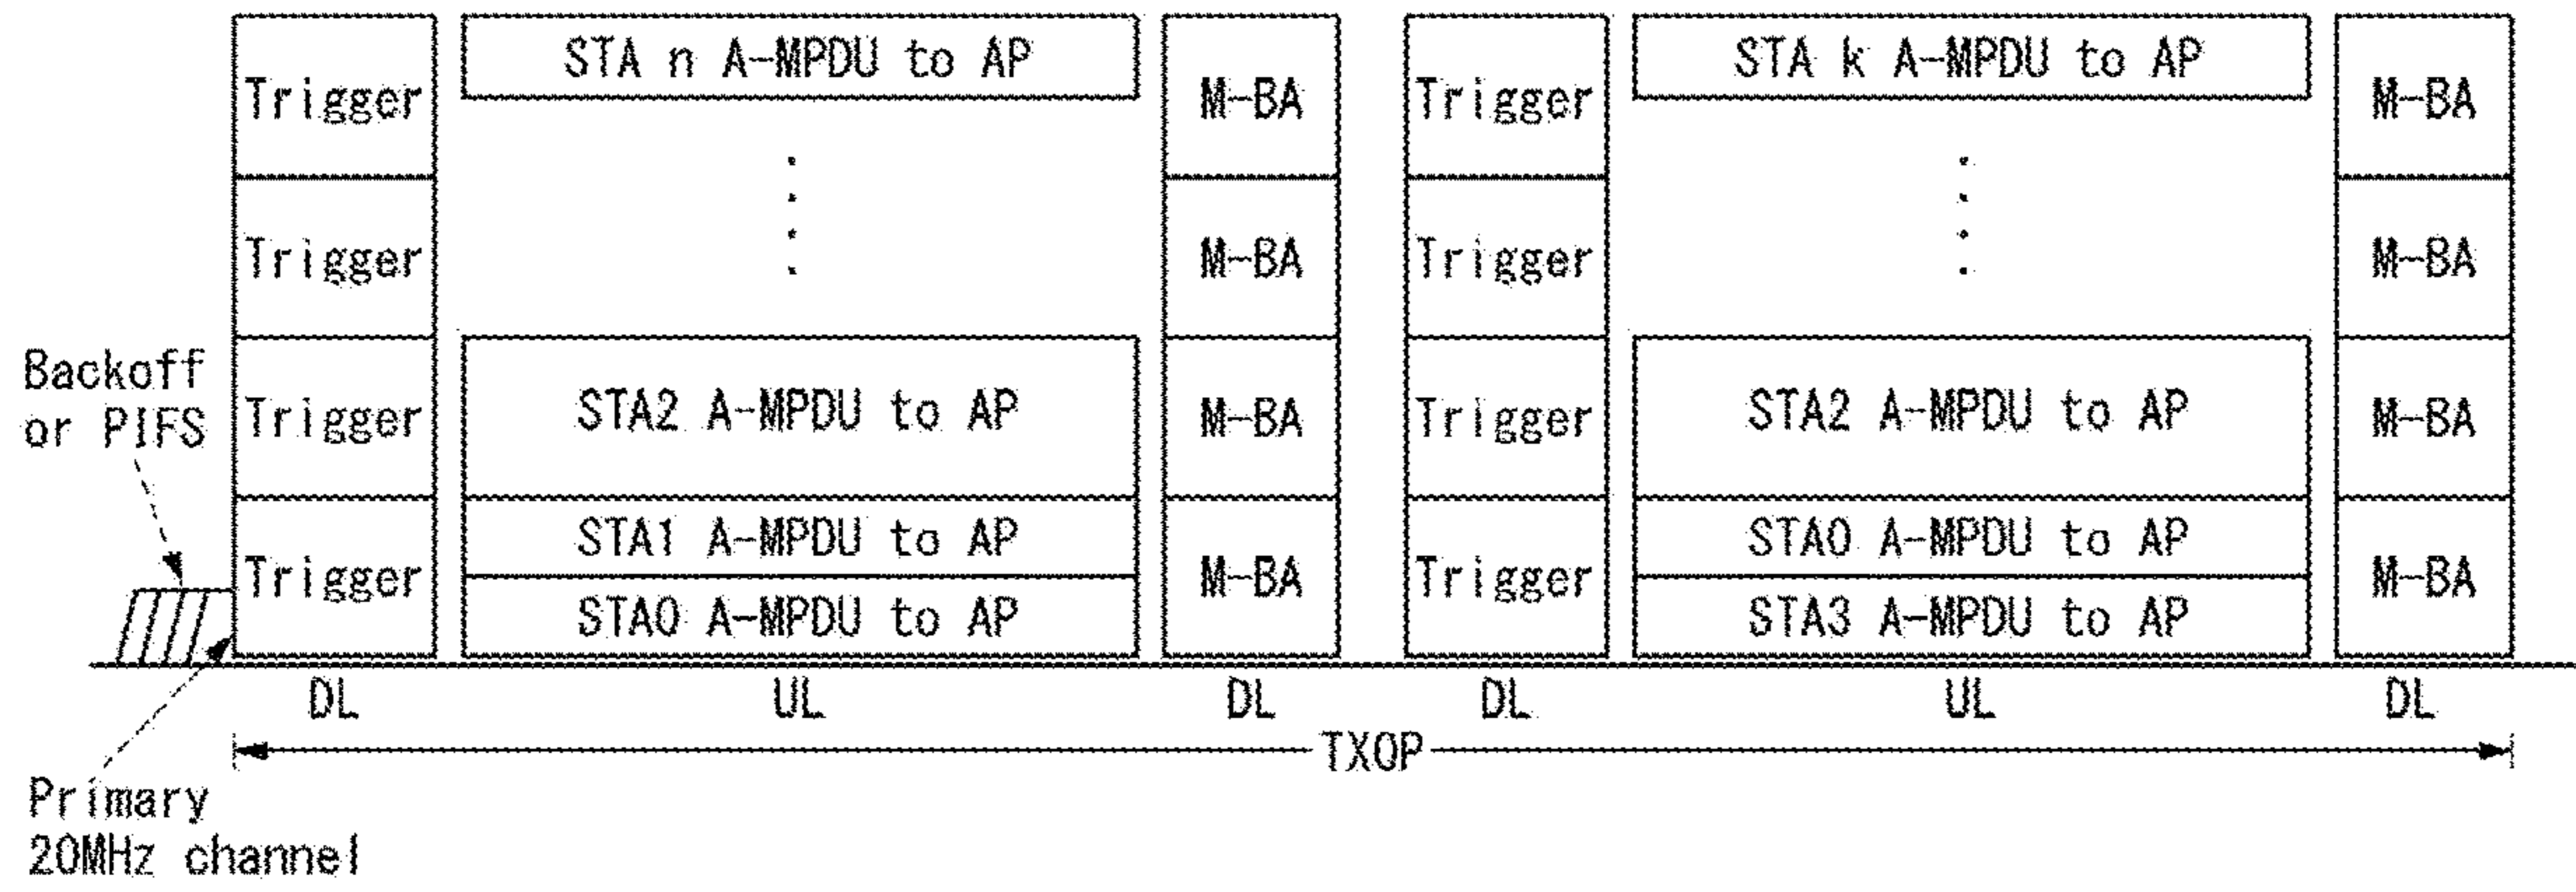 Trigger
STA n A-MPDU to AP
M-BA
Trigger
STA k A-MPDU to AP
M-BA
Trigger
M-BA
Trigger
M-BA
Backoff
or PIFS
Trigger
STA2 A-MPDU to AP
M-BA
Trigger
STA2 A-MPDU to AP
M-BA
Trigger
STA1 A-MPDU to AP
STA0 A-MPDU to AP
M-BA
Trigger
STA0 A-MPDU to AP
STA3 A-MPDU to AP
M-BA
DL
UL
DL
DL
UL
DL
TXOP
Primary
20MHz channel